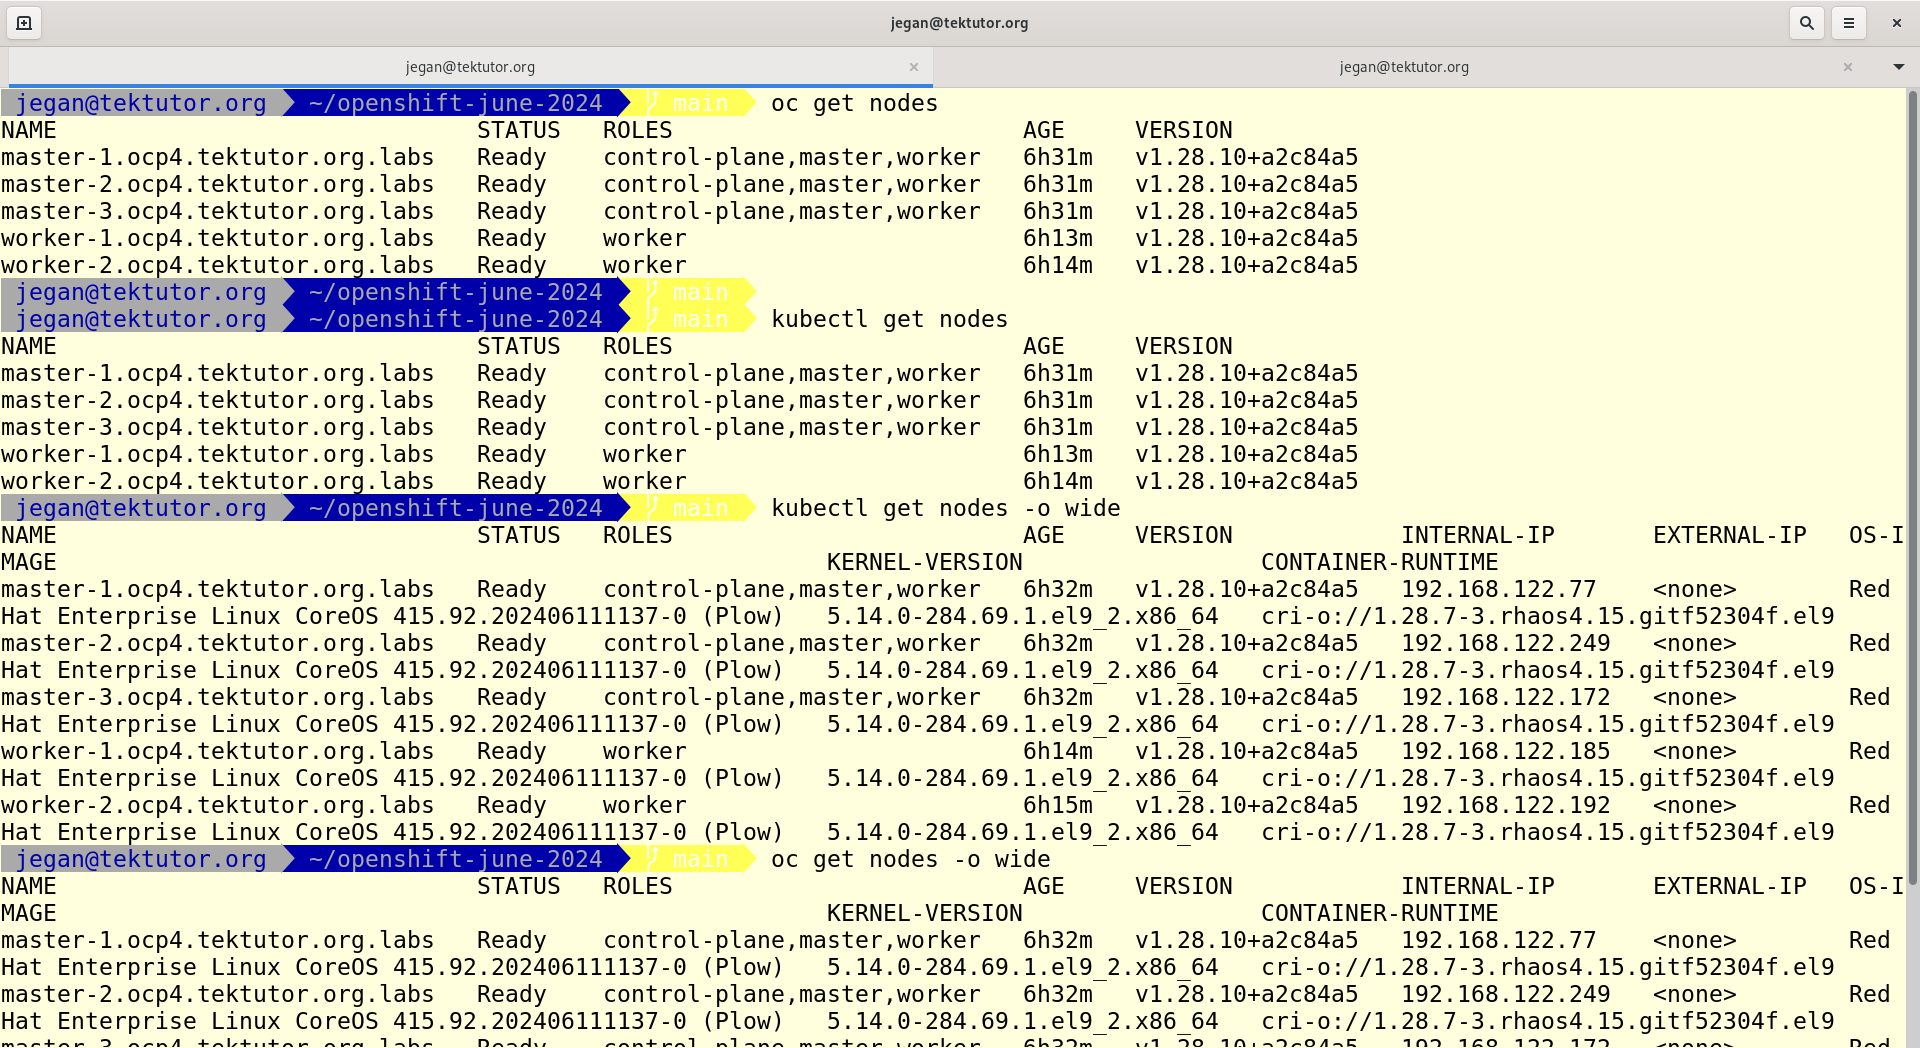 jegan@tektutor.org
jegan@tektutor.org jegan@tektutor.org
jegan@tektutor.org ~/openshift-june-2024 main oc get nodes
NAME STATUS ROLES AGE VERSION
master-1.ocp4.tektutor.org.labs Ready control-plane,master,worker 6h31m v1.28.10+a2c84a5
master-2.ocp4.tektutor.org.labs Ready control-plane,master,worker 6h31m v1.28.10+a2c84a5
master-3.ocp4.tektutor.org.labs Ready control-plane,master,worker 6h31m v1.28.10+a2c84a5
worker-1.ocp4.tektutor.org.labs Ready worker 6h13m v1.28.10+a2c84a5
worker-2.ocp4.tektutor.org.labs Ready worker 6h14m v1.28.10+a2c84a5
jegan@tektutor.org ~/openshift-june-2024 main
jegan@tektutor.org ~/openshift-june-2024 main kubectl get nodes
NAME STATUS ROLES AGE VERSION
master-1.ocp4.tektutor.org.labs Ready control-plane,master,worker 6h31m v1.28.10+a2c84a5
master-2.ocp4.tektutor.org.labs Ready control-plane,master,worker 6h31m v1.28.10+a2c84a5
master-3.ocp4.tektutor.org.labs Ready control-plane,master,worker 6h31m v1.28.10+a2c84a5
worker-1.ocp4.tektutor.org.labs Ready worker 6h13m v1.28.10+a2c84a5
worker-2.ocp4.tektutor.org.labs Ready worker 6h14m v1.28.10+a2c84a5
jegan@tektutor.org ~/openshift-june-2024 main kubectl get nodes -o wide
NAME STATUS ROLES AGE VERSION INTERNAL-IP EXTERNAL-IP OS-I
MAGE KERNEL-VERSION CONTAINER-RUNTIME
master-1.ocp4.tektutor.org.labs Ready control-plane,master,worker 6h32m v1.28.10+a2c84a5 192.168.122.77 <none> Red
Hat Enterprise Linux CoreOS 415.92.202406111137-0 (Plow) 5.14.0-284.69.1.el9_2.x86_64 cri-o://1.28.7-3.rhaos4.15.gitf52304f.el9
master-2.ocp4.tektutor.org.labs Ready control-plane,master,worker 6h32m v1.28.10+a2c84a5 192.168.122.249 <none> Red
Hat Enterprise Linux CoreOS 415.92.202406111137-0 (Plow) 5.14.0-284.69.1.el9_2.x86_64 cri-o://1.28.7-3.rhaos4.15.gitf52304f.el9
master-3.ocp4.tektutor.org.labs Ready control-plane,master,worker 6h32m v1.28.10+a2c84a5 192.168.122.172 <none> Red
Hat Enterprise Linux CoreOS 415.92.202406111137-0 (Plow) 5.14.0-284.69.1.el9_2.x86_64 cri-o://1.28.7-3.rhaos4.15.gitf52304f.el9
worker-1.ocp4.tektutor.org.labs Ready worker 6h14m v1.28.10+a2c84a5 192.168.122.185 <none> Red
Hat Enterprise Linux CoreOS 415.92.202406111137-0 (Plow) 5.14.0-284.69.1.el9_2.x86_64 cri-o://1.28.7-3.rhaos4.15.gitf52304f.el9
worker-2.ocp4.tektutor.org.labs Ready worker 6h15m v1.28.10+a2c84a5 192.168.122.192 <none> Red
Hat Enterprise Linux CoreOS 415.92.202406111137-0 (Plow) 5.14.0-284.69.1.el9_2.x86_64 cri-o://1.28.7-3.rhaos4.15.gitf52304f.el9
jegan@tektutor.org ~/openshift-june-2024 main oc get nodes -o wide
NAME STATUS ROLES AGE VERSION INTERNAL-IP EXTERNAL-IP OS-I
MAGE KERNEL-VERSION CONTAINER-RUNTIME
master-1.ocp4.tektutor.org.labs Ready control-plane,master,worker 6h32m v1.28.10+a2c84a5 192.168.122.77 <none> Red
Hat Enterprise Linux CoreOS 415.92.202406111137-0 (Plow) 5.14.0-284.69.1.el9_2.x86_64 cri-o://1.28.7-3.rhaos4.15.gitf52304f.el9
master-2.ocp4.tektutor.org.labs Ready control-plane,master,worker 6h32m v1.28.10+a2c84a5 192.168.122.249 <none> Red
Hat Enterprise Linux CoreOS 415.92.202406111137-0 (Plow) 5.14.0-284.69.1.el9_2.x86_64 cri-o://1.28.7-3.rhaos4.15.gitf52304f.el9
master-3.ocp4.tektutor.org.labs Ready control-plane,master,worker 6h32m v1.28.10+a2c84a5 192.168.122.172 <none> Red